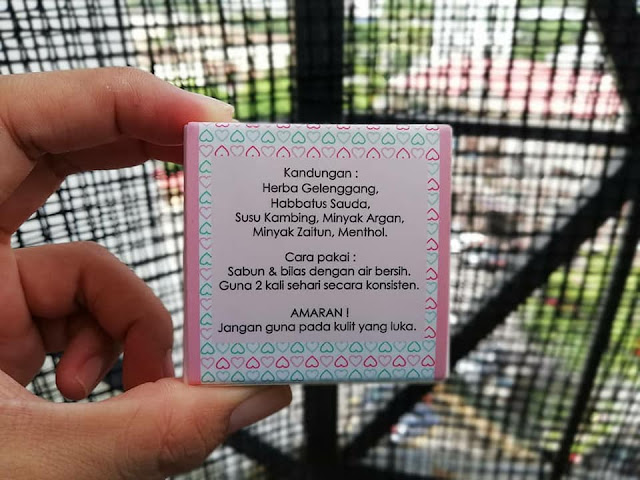 Kandungan :
Herba Gelenggang,
Habbatus Sauda,
Susu Kambing, Minyak Argan,
Minyak Zaitun, Menthol.
Cara pakai :
Sabun & bilas dengan air bersih.
Guna 2 kali sehari secara konsisten.
AMARAN !
Jangan guna pada kulit yang luka.